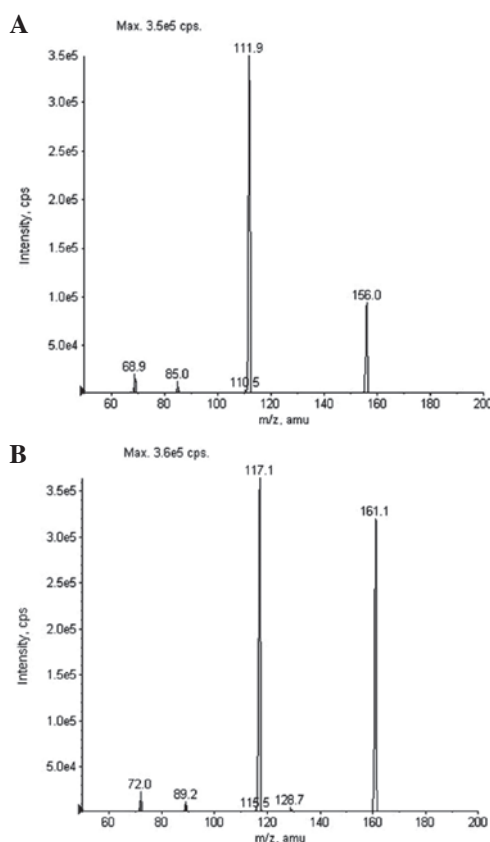 A
Max. 3.5e5 cps.
111.9
3.5e5
3.0e5
2.0e5
1.0e5
5.0e4
Intensity, cps
156.0
68.9
85.0
110.5
60 80 100 120 140 160 180 200
m/z, amu
B
Max. 3.6e5 cps.
117.1
161.1
3.5e5
3.0e5
2.5e5
2.0e5
1.5e5
1.0e5
5.0e4
Intensity, cps
72.0
89.2
115.5
128.7
60 80 100 120 140 160 180 200
m/z, amu